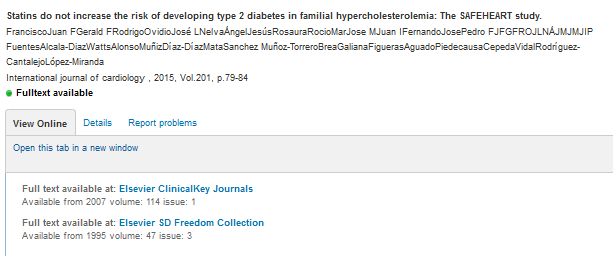 Statins do not increase the risk of developing type 2 diabetes in familial hypercholesterolemia: The SAFEHEART study.
FranciscoJuan FGerald FRodrigoOvidioJosé LNelvaÁngelJesúsRosauraRocioMarJose MJuan IFernandoJosePedro FJFGFROJLNÁJMJMJIP
FuentesAlcala-DiazWattsAlonsoMuñizDíaz-DíazMataSanchez Muñoz-TorreroBreaGalianaFiguerasAguadoPiedecausaCepedaVidalRodríguez-
CantalejoLópez-Miranda
International journal of cardiology , 2015, Vol.201, p.79-84
Fulltext available
View Online Details Report problems
Open this tab in a new window
Full text available at: Elsevier ClinicalKey Journals
Available from 2007 volume: 114 issue: 1
Full text available at: Elsevier SD Freedom Collection
Available from 1995 volume: 47 issue: 3